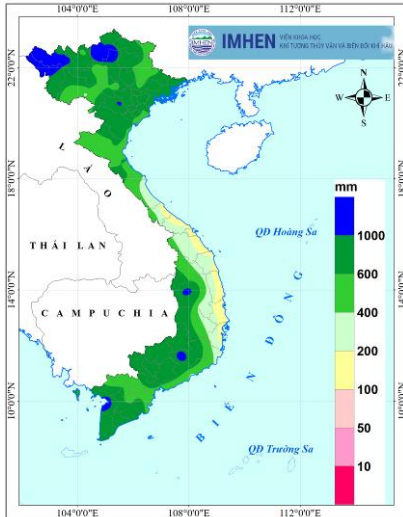 IMHEN
VIỆN KHOA HỌC
KHÍ TƯỢNG THỦY VĂN VÀ BIẾN ĐỔI KHÍ HẬU
104°0'0"E
108°0'0"E
112°0'0"E
22°0'0"N
18°0'0"N
14°0'0"N
10°0'0"N
N
W
E
S
LÀO
THÁI LAN
CAMPUCHIA
QĐ Hoàng Sa
BIỂN ĐÔNG
QĐ Trường Sa
mm
1000
600
400
200
100
50
10
104°0'0"E
108°0'0"E
112°0'0"E